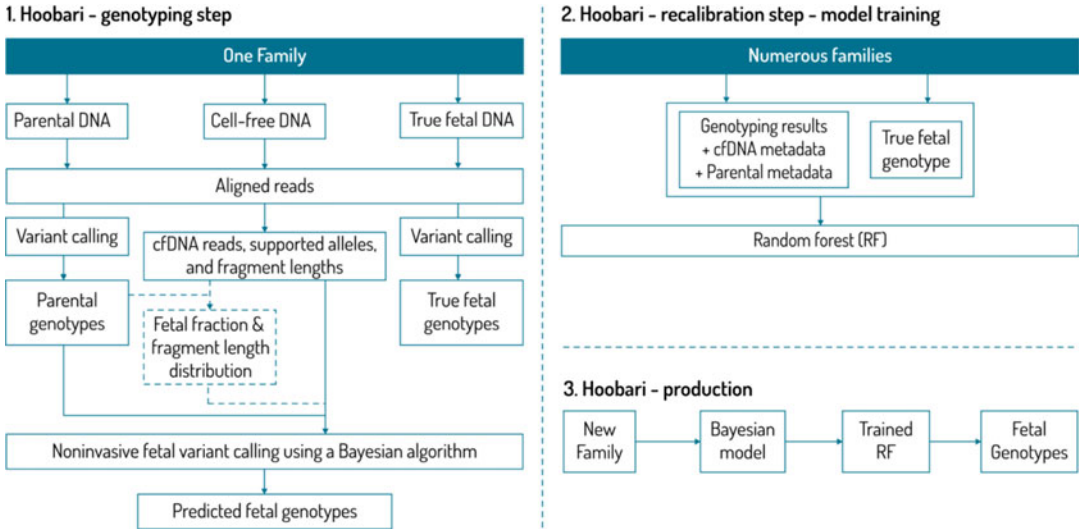 1. Hoobari - genotyping step
One Family
Parental DNA
Cell-free DNA
True fetal DNA
Aligned reads
Variant calling
cfDNA reads, supported alleles,
and fragment lengths
Variant calling
Parental
genotypes
Fetal fraction &
fragment length
distribution
True fetal
genotypes
Noninvasive fetal variant calling using a Bayesian algorithm
Predicted fetal genotypes
2. Hoobari - recalibration step - model training
Numerous families
Genotyping results
+ cfDNA metadata
+ Parental metadata
True fetal
genotype
Random forest (RF)
3. Hoobari - production
New
Family
Bayesian
model
Trained
RF
Fetal
Genotypes